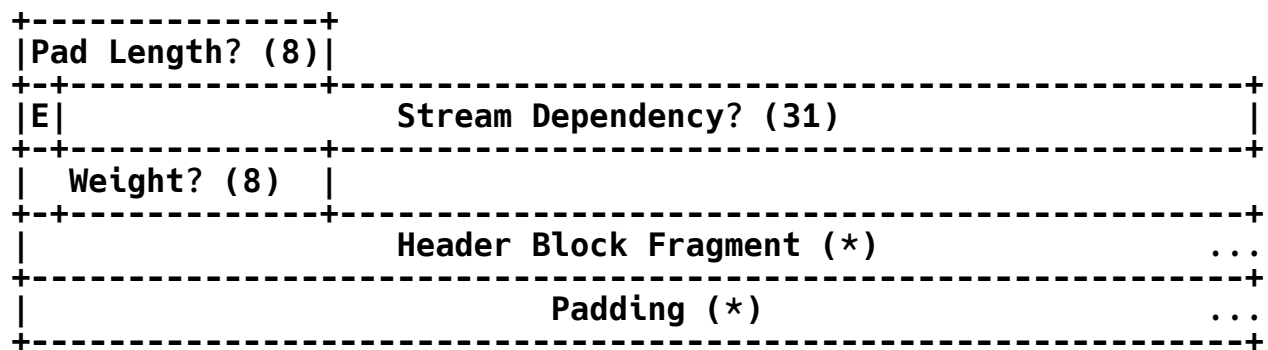 +---------------+
|Pad Length? (8)|
+-+-------------+-----------------------------------------------+
|E|                 Stream Dependency? (31)                     |
+-+-------------+-----------------------------------------------+
|  Weight? (8)  |
+-+-------------+-----------------------------------------------+
|                   Header Block Fragment (*)                 ...
+---------------------------------------------------------------+
|                           Padding (*)                       ...
+---------------------------------------------------------------+